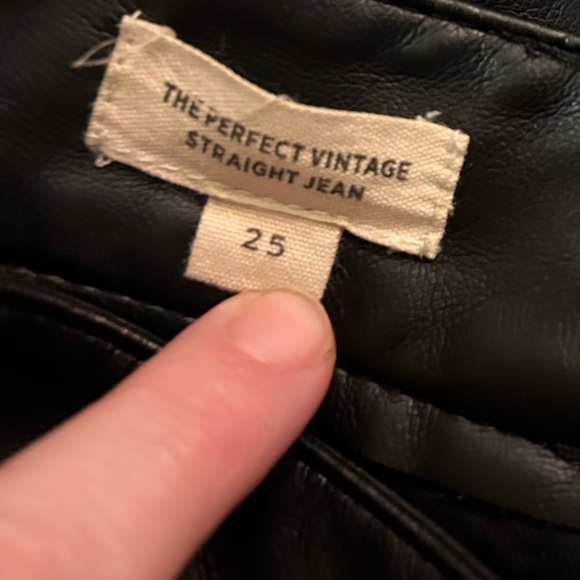 THE PERFECT VINTAGE
STRAIGHT JEAN
25